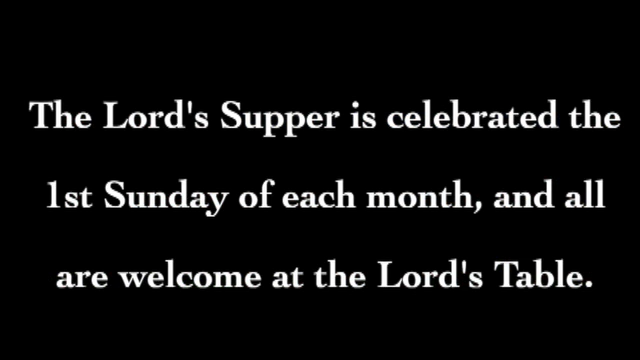 The Lord's Supper is celebrated the
1st Sunday of each month, and all
are welcome at the Lord's Table.